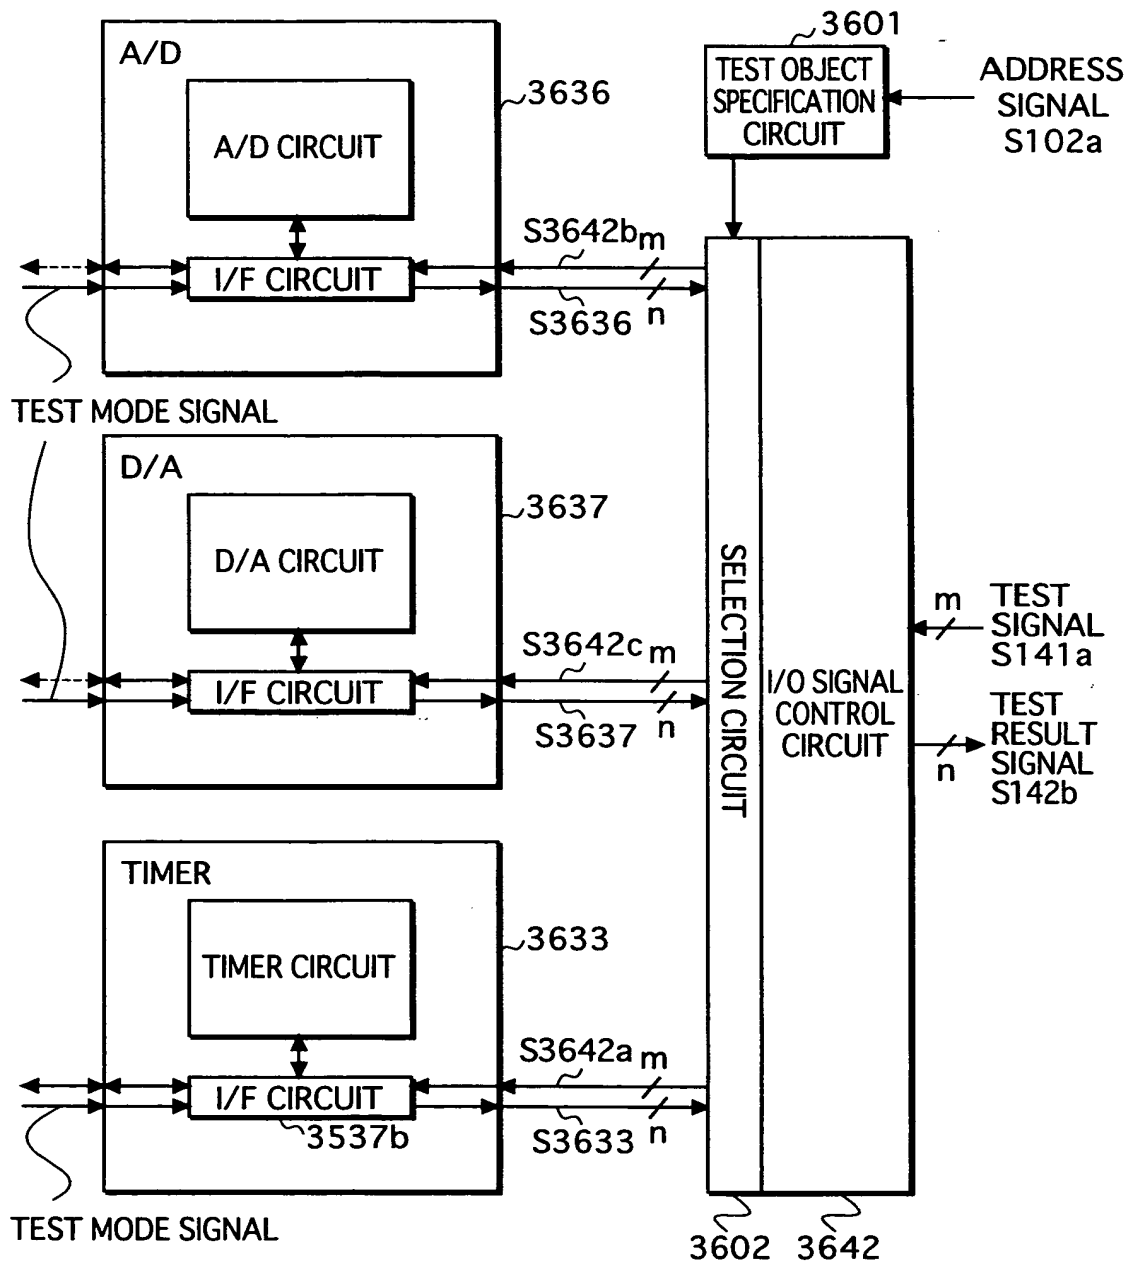 3601
A/D
TEST OBJECT
SPECIFICATION
CIRCUIT
ADDRESS
SIGNAL
S102a
3636
A/D CIRCUIT
S3642b
m
I/F CIRCUIT
S3636
n
TEST MODE SIGNAL
D/A
3637
D/A CIRCUIT
SELECTION CIRCUIT
m
TEST
SIGNAL
S141a
S3642c
m
I/F CIRCUIT
S3637
n
I/O SIGNAL
CONTROL
CIRCUIT
n
TEST
RESULT
SIGNAL
S142b
TIMER
3633
TIMER CIRCUIT
S3642a
m
I/F CIRCUIT
3537b
S3633
n
TEST MODE SIGNAL
3602
3642